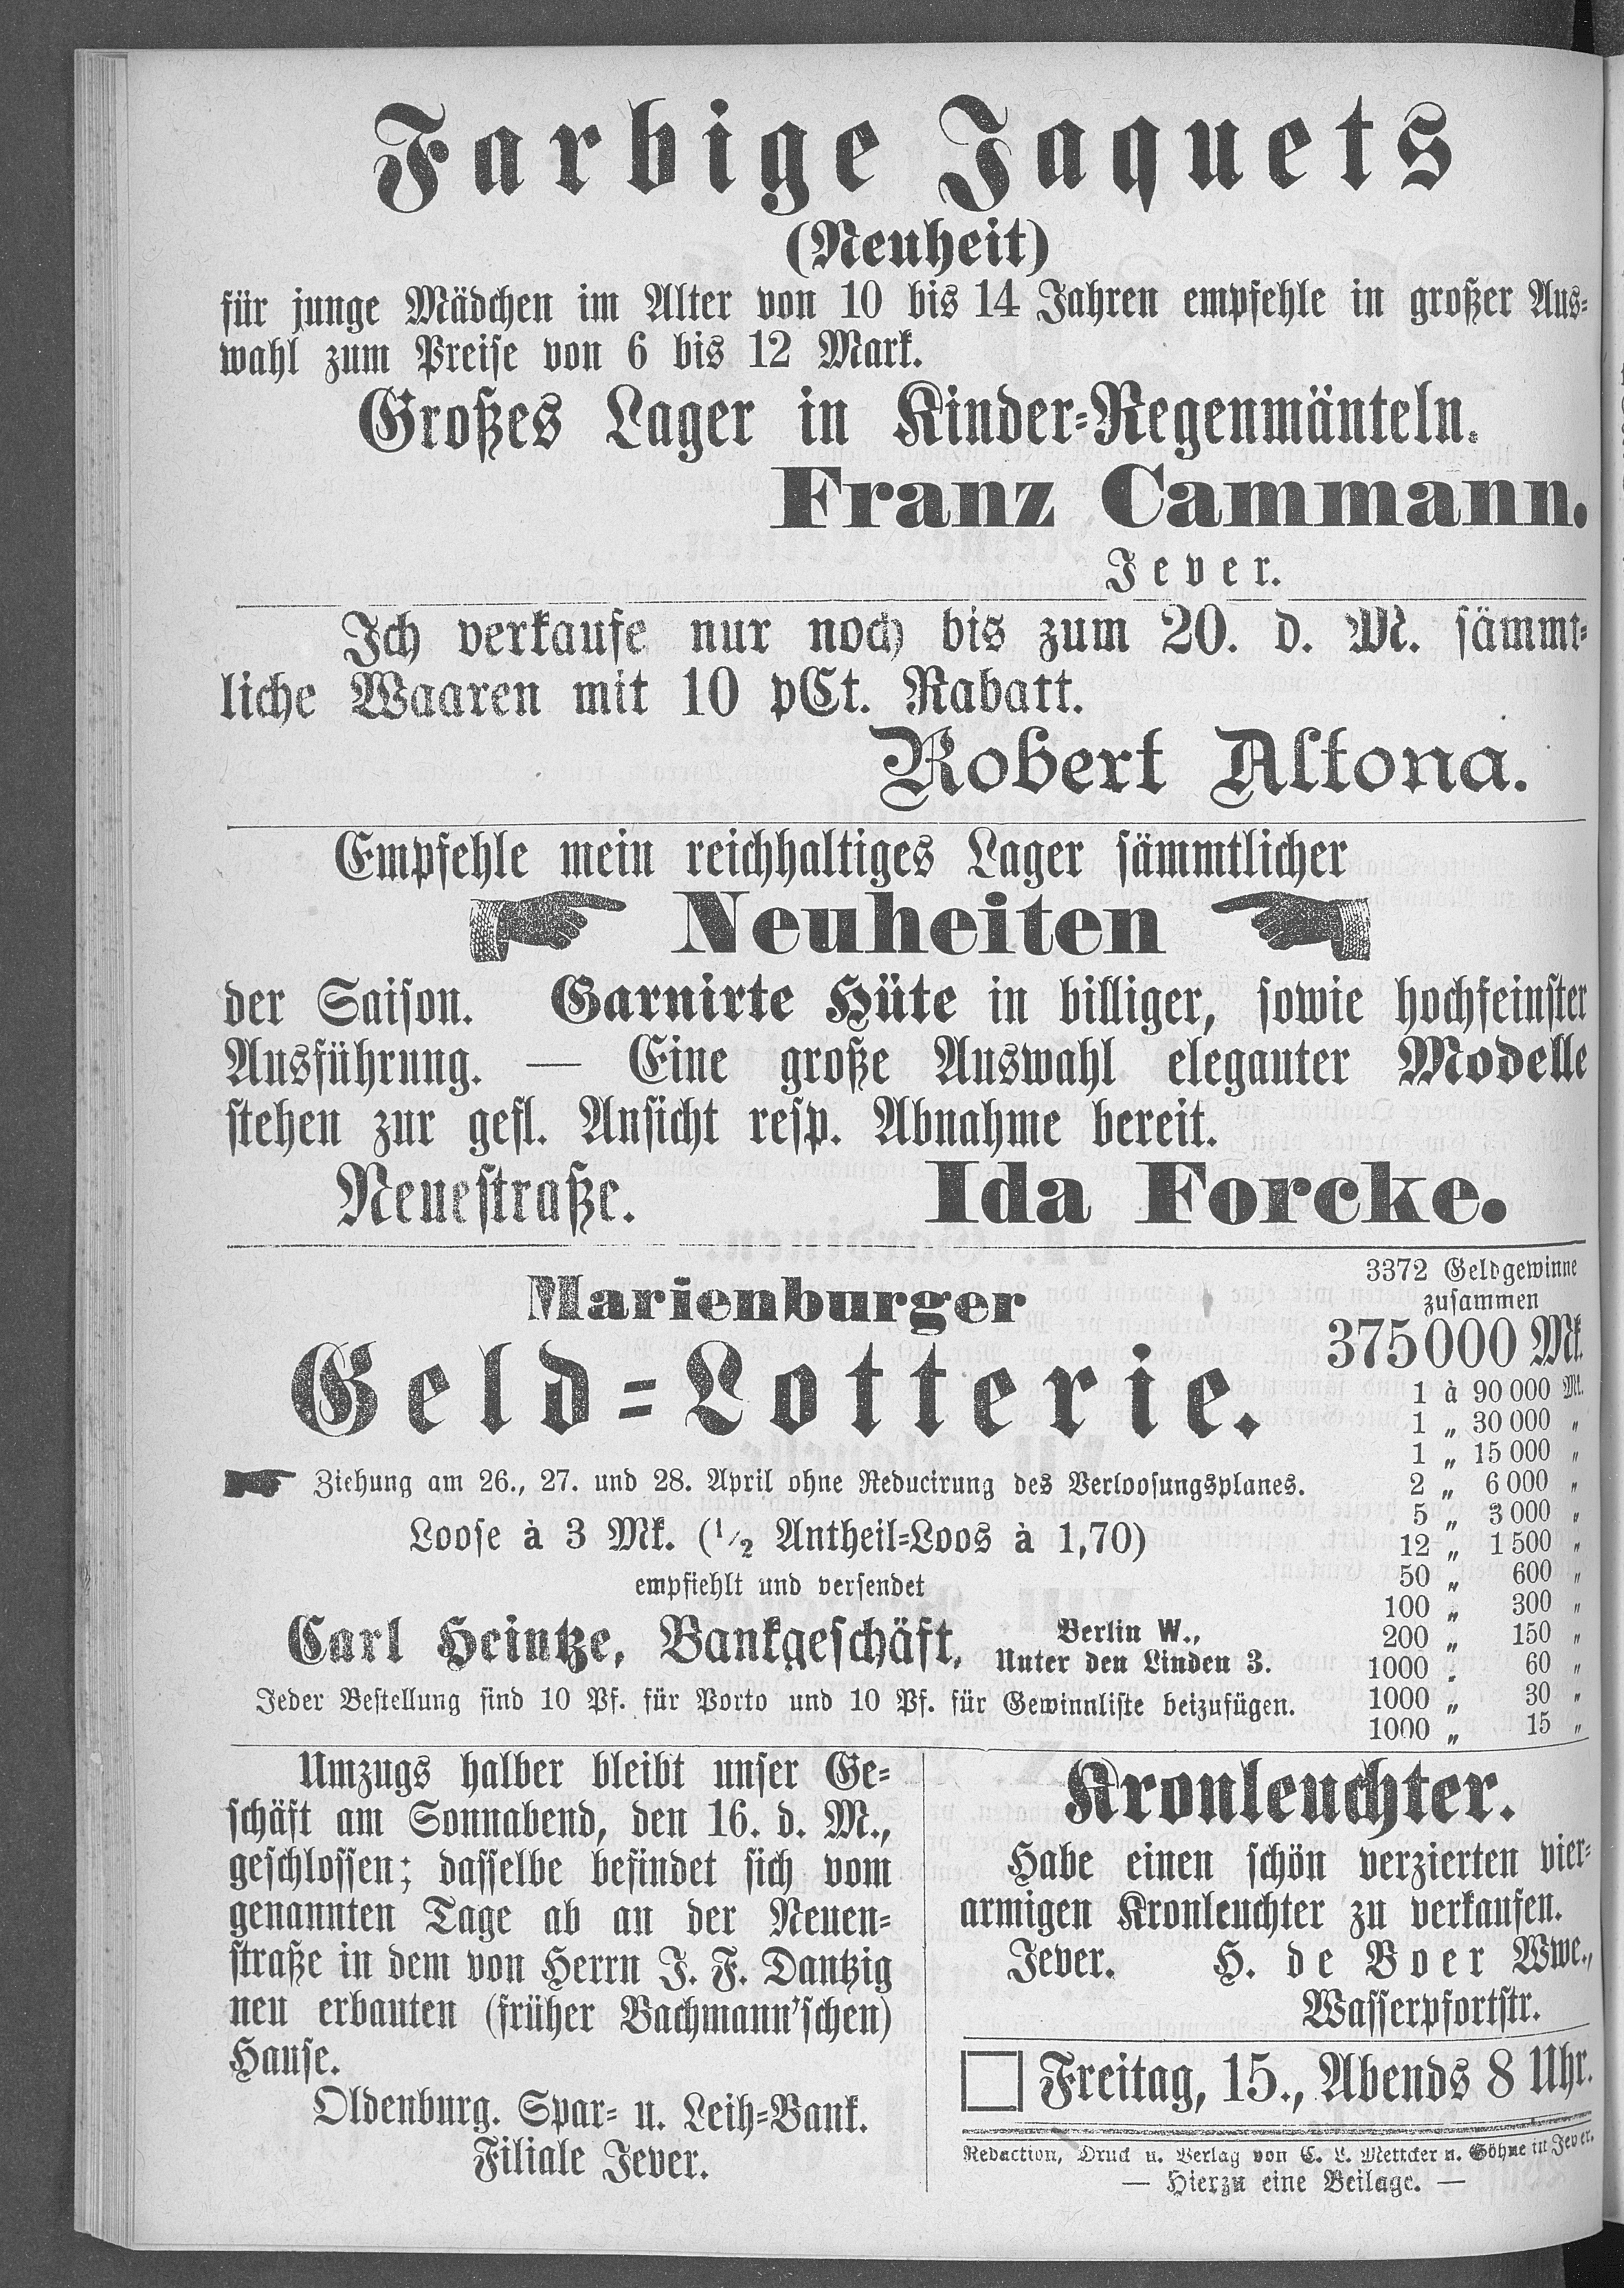 Farbige Jaquets
(Neuheit)
für junge Mädchen im Alter von 10 bis 14 Jahren empfehle in großer Aus-
wahl zum Preise von 6 bis 12 Mark.
Großes Lager in Kinder-Regenmänteln.
Franz Cammann.
Jever.
Ich verkaufe nur noch bis zum 20. d. M. sämmt-
liche Waaren mit 10 pCt. Rabatt.
Robert Altona.
Empfehle mein reichhaltiges Lager sämmtlicher
Neuheiten
der Saison. Garnirte Hüte in billiger, sowie hochfeinster
Ausführung. — Eine große Auswahl eleganter Modelle
stehen zur gefl. Ansicht resp. Abnahme bereit.
Neuestraße. Ida Forcke.
Marienburger
Geld-Lotterie.
Ziehung am 26., 27. und 28. April ohne Reducirung des Verloosungsplanes.
Loose à 3 Mk. (1/2 Antheil-Loos à 1,70)
empfiehlt und versendet
Carl Heintze, Bankgeschäft, Berlin W.,
Unter den Linden 3.
Jeder Bestellung sind 10 Pf. für Porto und 10 Pf. für Gewinnliste beizufügen.
3372 Geldgewinne
zusammen
375000 Mk.
1 à 90 000 Mk.
1 „ 30 000 „
1 „ 15 000 „
2 „ 6 000 „
5 „ 3 000 „
12 „ 1 500 „
50 „ 600 „
100 „ 300 „
200 „ 150 „
1000 „ 60 „
1000 „ 30 „
1000 „ 15 „
Umzugs halber bleibt unser Ge-
schäft am Sonnabend, den 16. d. M.,
geschlossen; dasselbe befindet sich vom
genannten Tage ab an der Neuen-
straße in dem von Herrn J. F. Dantzig
neu erbauten (früher Bachmann'schen)
Hause.
Oldenburg. Spar- u. Leih-Bank.
Filiale Jever.
Kronleuchter.
Habe einen schön verzierten vier-
armigen Kronleuchter zu verkaufen.
Jever. H. de Boer Wwe.,
Wasserpfortstr.
Freitag, 15., Abends 8 Uhr.
Redaction, Druck u. Verlag von C. L. Mettcker u. Söhne in Jever.
— Hierzu eine Beilage. —